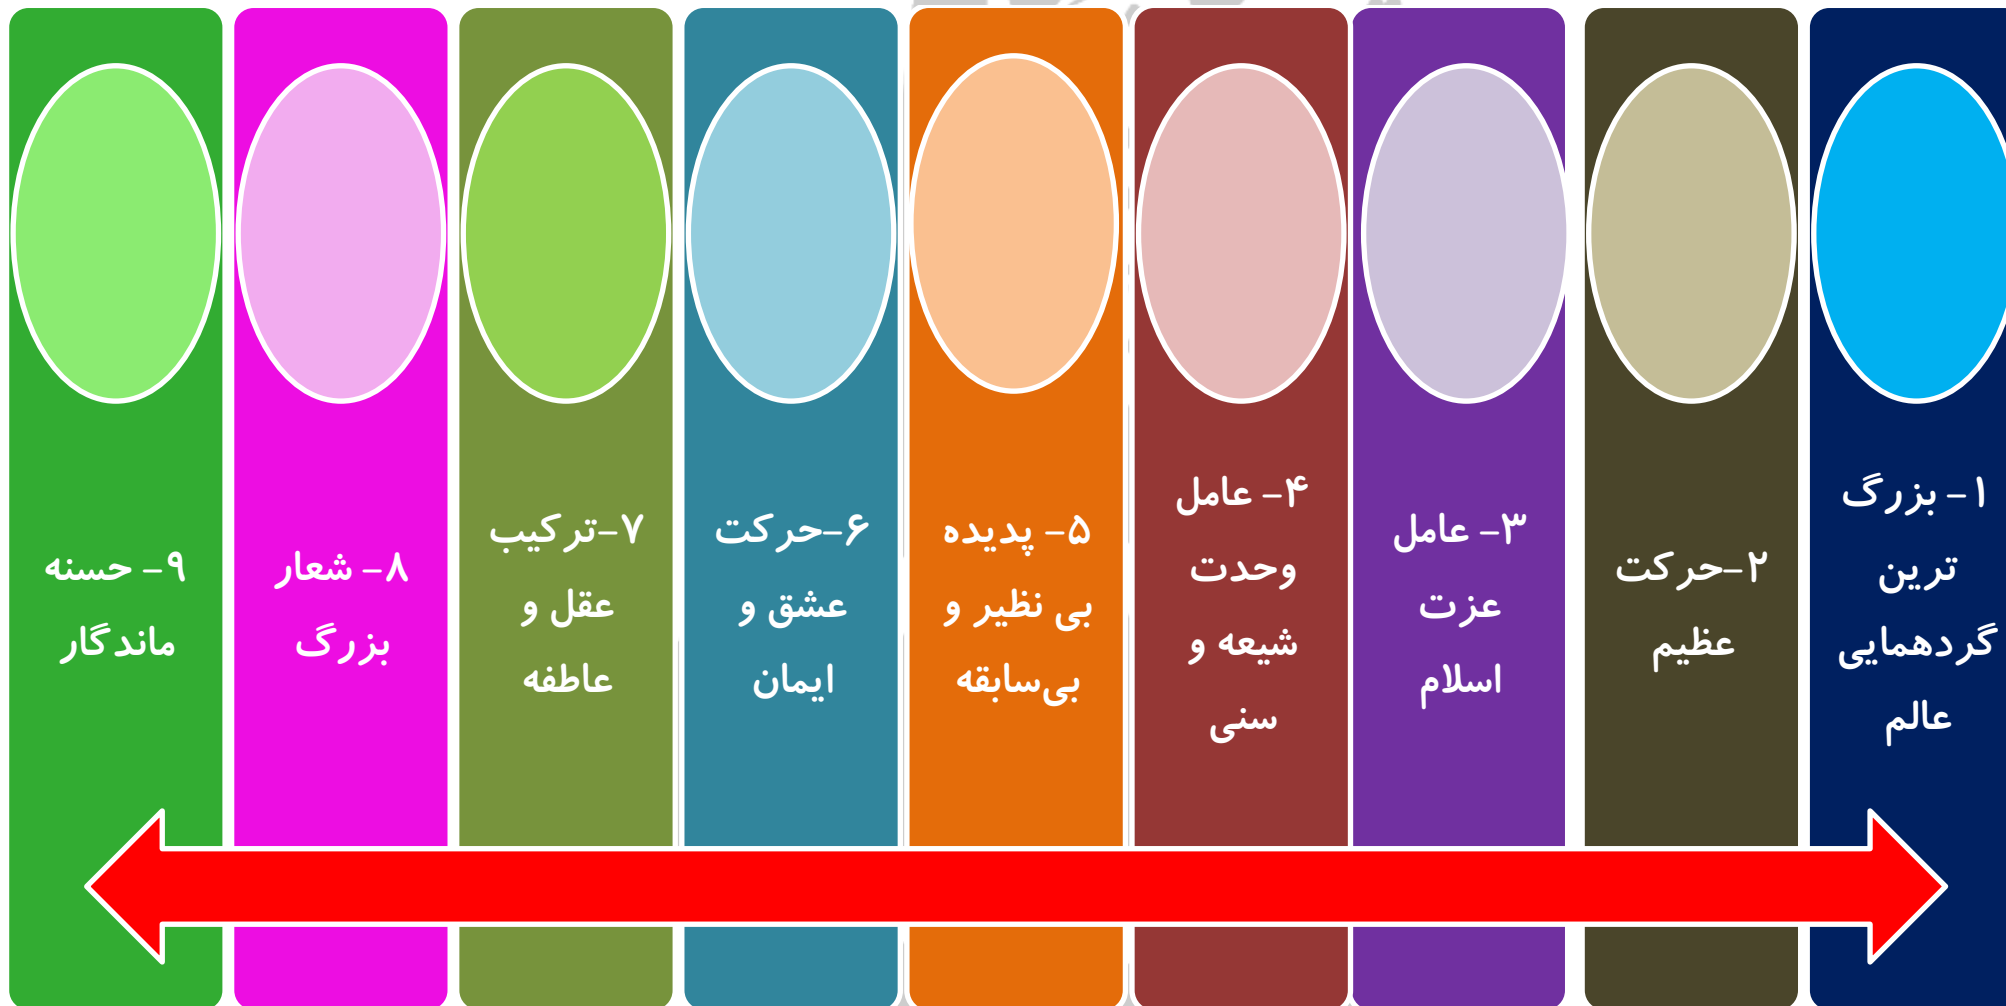 ۱- بزرگ
ترین
گردهمایی
عالم
۲-حرکت
عظیم
۳- عامل
عزت
اسلام
۴- عامل
وحدت
شیعه و
سنی
۵- پدیده
بی نظیر و
بی‌سابقه
۶-حرکت
عشق و
ایمان
۷-ترکیب
عقل و
عاطفه
۸- شعار
بزرگ
۹- حسنه
ماندگار